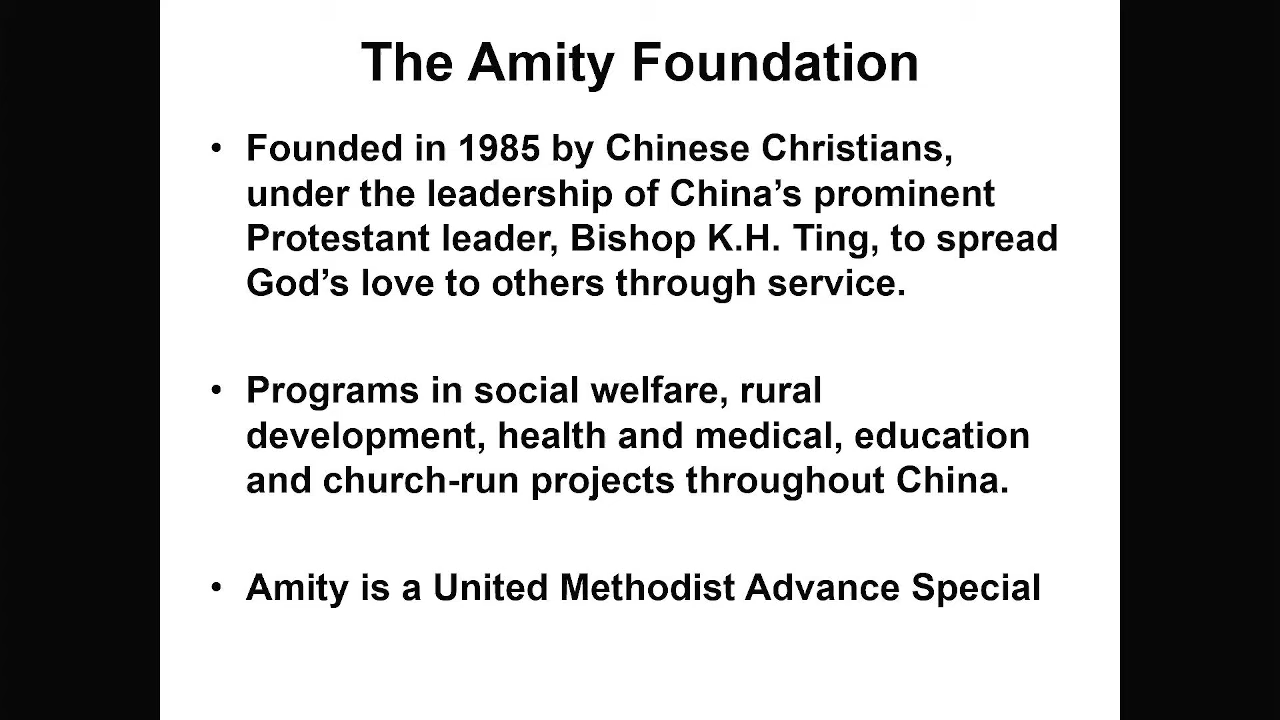 The Amity Foundation
• Founded in 1985 by Chinese Christians,
under the leadership of China’s prominent
Protestant leader, Bishop K.H. Ting, to spread
God’s love to others through service.
• Programs in social welfare, rural
development, health and medical, education
and church-run projects throughout China.
• Amity is a United Methodist Advance Special